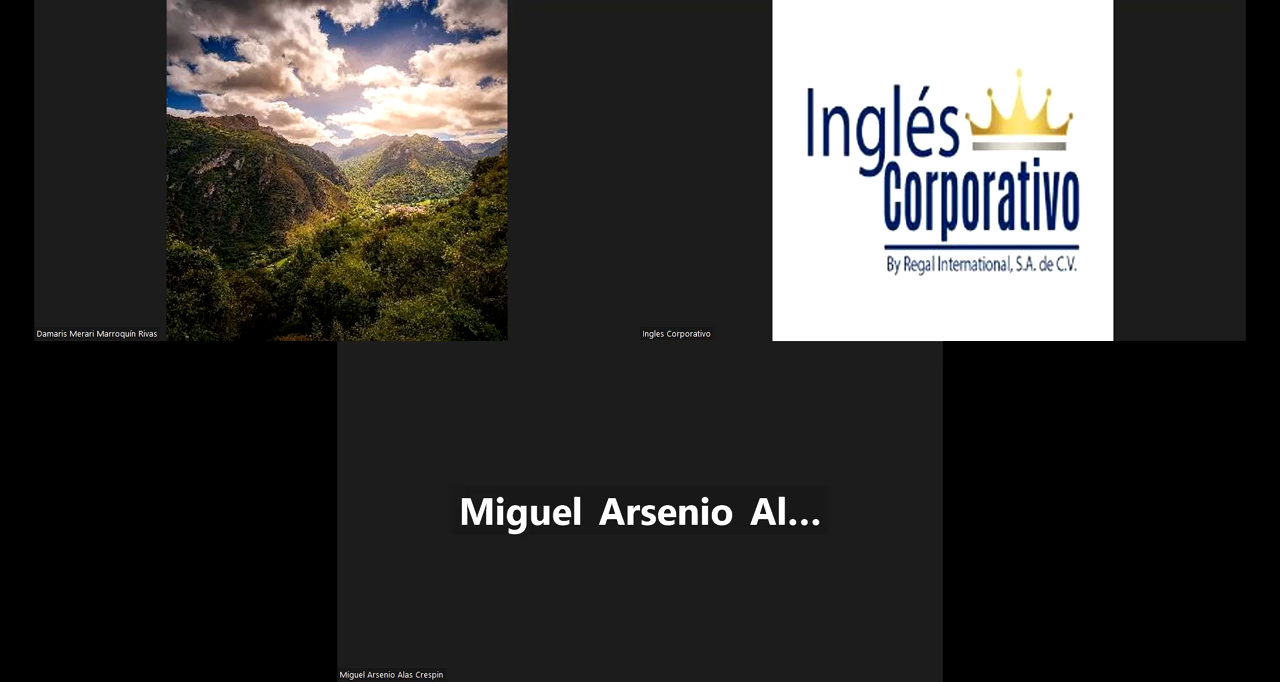 Inglés
Corporativo
By Regal International, S.A. de C.V.
Damaris Merari Marroquín Rivas
Ingles Corporativo
Miguel Arsenio Al...
Miguel Arsenio Alas Crespin